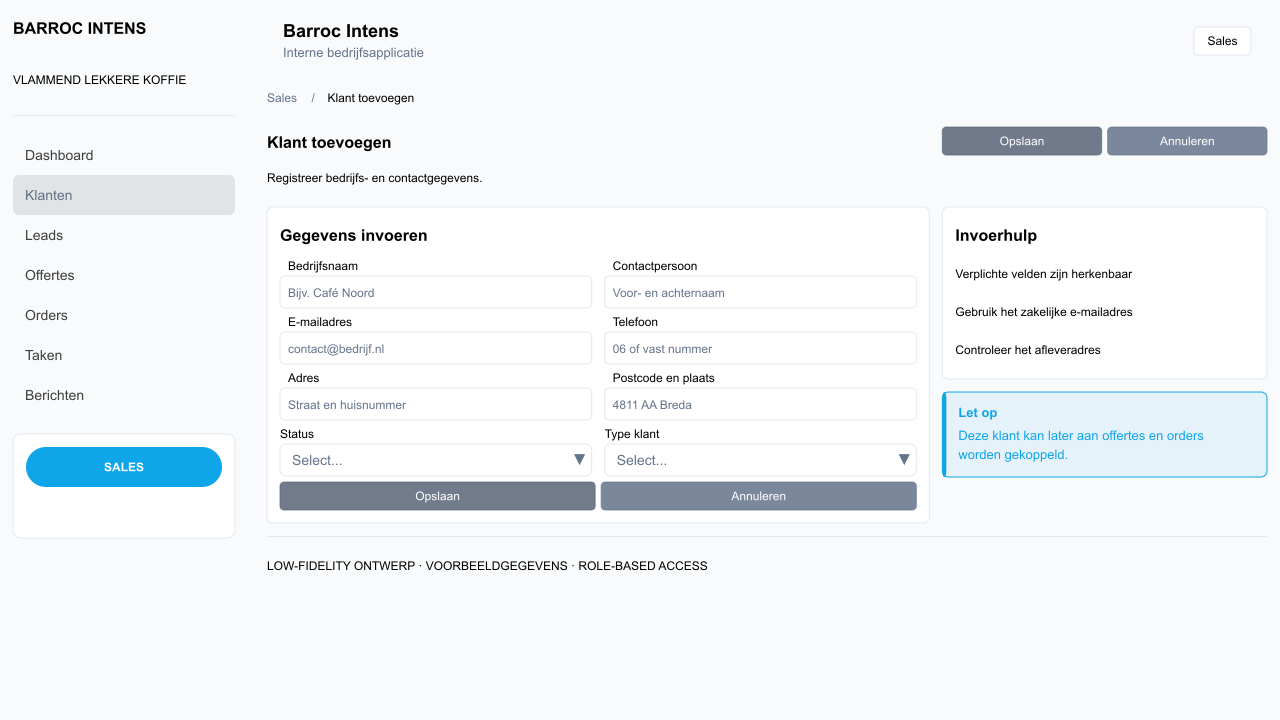 BARROC INTENS
VLAMMEND LEKKERE KOFFIE
Dashboard
Klanten
Leads
Offertes
Orders
Taken
Berichten
SALES
Barroc Intens
Interne bedrijfsapplicatie
Sales
Sales / Klant toevoegen
Klant toevoegen
Opslaan Annuleren
Registreer bedrijfs- en contactgegevens.
Gegevens invoeren
Bedrijfsnaam Contactpersoon
Bijv. Café Noord Voor- en achternaam
E-mailadres Telefoon
contact@bedrijf.nl 06 of vast nummer
Adres Postcode en plaats
Straat en huisnummer 4811 AA Breda
Status Type klant
Select... Select...
Opslaan Annuleren
Invoerhulp
Verplichte velden zijn herkenbaar
Gebruik het zakelijke e-mailadres
Controleer het afleveradres
Let op
Deze klant kan later aan offertes en orders
worden gekoppeld.
LOW-FIDELITY ONTWERP · VOORBEELDGEGEVENS · ROLE-BASED ACCESS